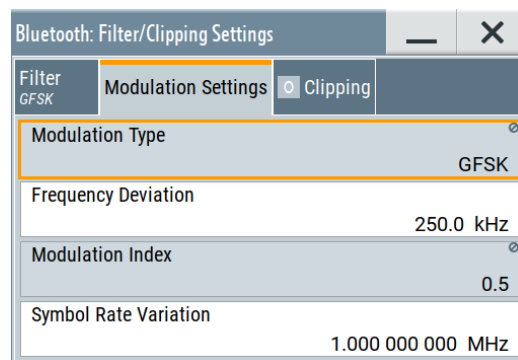 Bluetooth: Filter/Clipping Settings
Filter
GFSK
Modulation Settings
O Clipping
Modulation Type
GFSK
Frequency Deviation
250.0 kHz
Modulation Index
0.5
Symbol Rate Variation
1.000 000 000 MHz